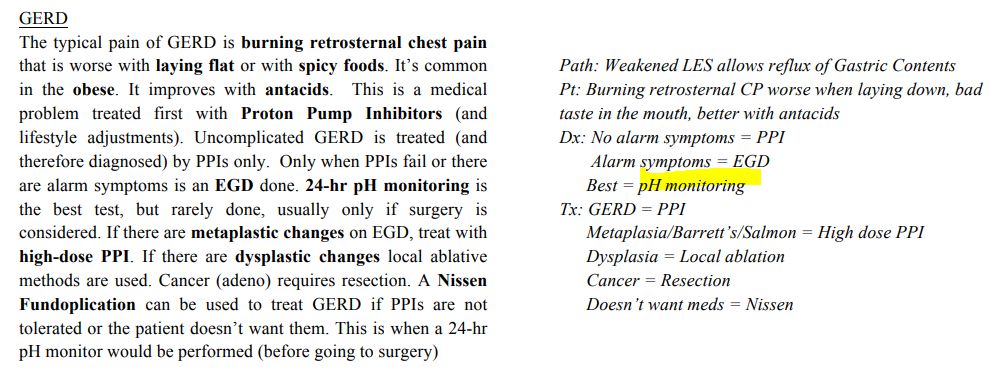 GERD
The typical pain of GERD is burning retrosternal chest pain
that is worse with laying flat or with spicy foods. It's common
in the obese. It improves with antacids. This is a medical
problem treated first with Proton Pump Inhibitors (and
lifestyle adjustments). Uncomplicated GERD is treated (and
therefore diagnosed) by PPIs only. Only when PPIs fail or there
are alarm symptoms is an EGD done. 24-hr pH monitoring is
the best test, but rarely done, usually only if surgery is
considered. If there are metaplastic changes on EGD, treat with
high-dose PPI. If there are dysplastic changes local ablative
methods are used. Cancer (adeno) requires resection. A Nissen
Fundoplication can be used to treat GERD if PPIs are not
tolerated or the patient doesn't want them. This is when a 24-hr
pH monitor would be performed (before going to surgery)
Path: Weakened LES allows reflux of Gastric Contents
Pt: Burning retrosternal CP worse when laying down, bad
taste in the mouth, better with antacids
Dx: No alarm symptoms = PPI
Alarm symptoms = EGD
Best = pH monitoring
Tx: GERD = PPI
Metaplasia/Barrett's/Salmon = High dose PPI
Dysplasia = Local ablation
Cancer = Resection
Doesn't want meds = Nissen